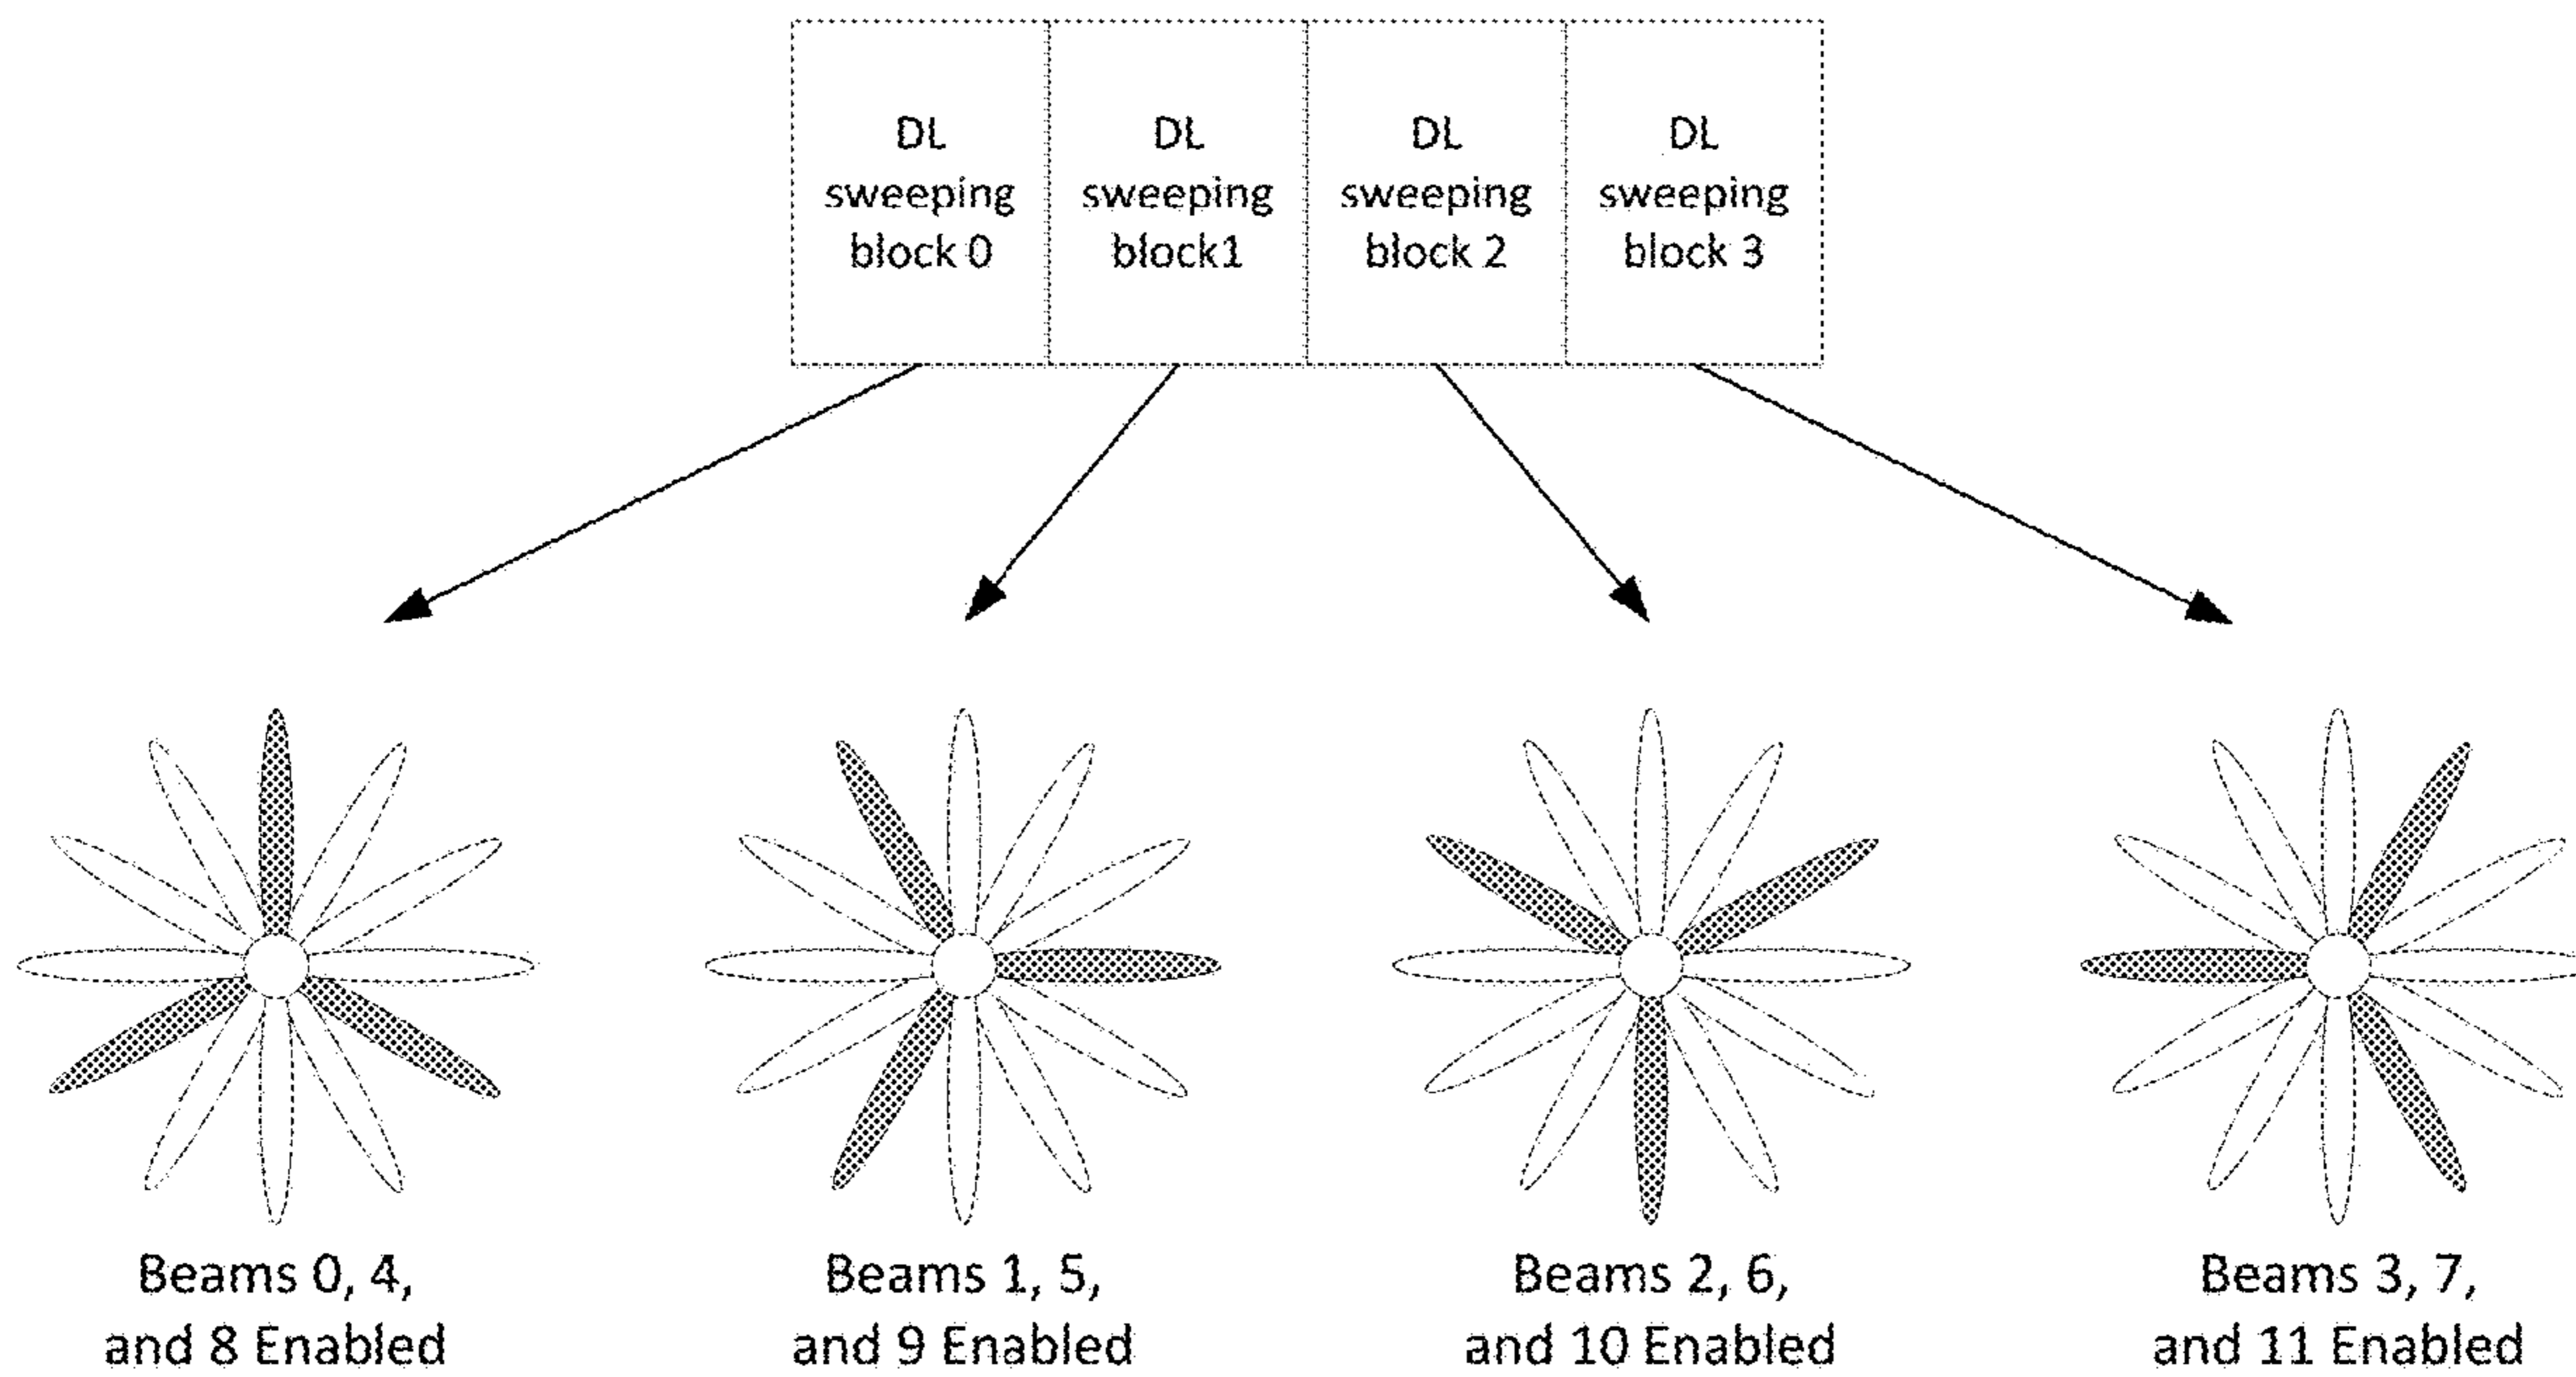 DL
sweeping
block 0
DL
sweeping
block1
DL
sweeping
block 2
DL
sweeping
block 3
Beams 0, 4,
and 8 Enabled
Beams 1, 5,
and 9 Enabled
Beams 2, 6,
and 10 Enabled
Beams 3, 7,
and 11 Enabled